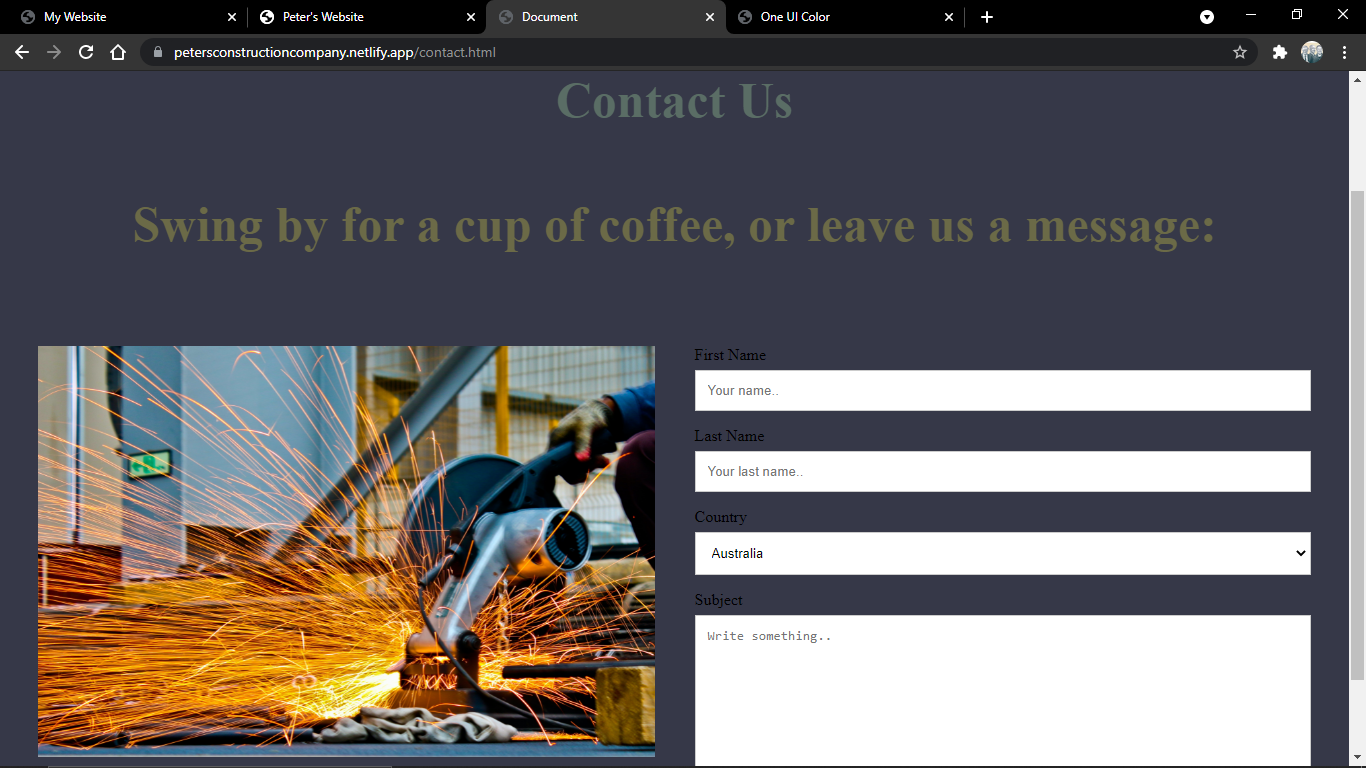 My Website
Peter's Website
Document
One UI Color
petersconstructioncompany.netlify.app/contact.html
Contact Us
Swing by for a cup of coffee, or leave us a message:
First Name
Your name..
Last Name
Your last name..
Country
Australia
Subject
Write something..